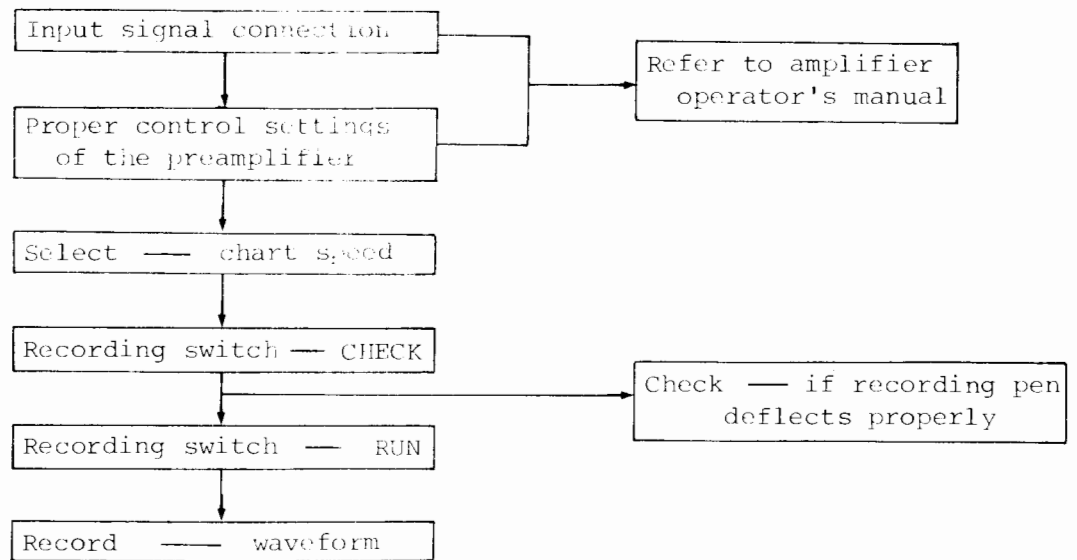 Input signal connection
Refer to amplifier
operator's manual
Proper control settings
of the preamplifier
Select — chart speed
Recording switch — CHECK
Check — if recording pen
deflects properly
Recording switch — RUN
Record — waveform